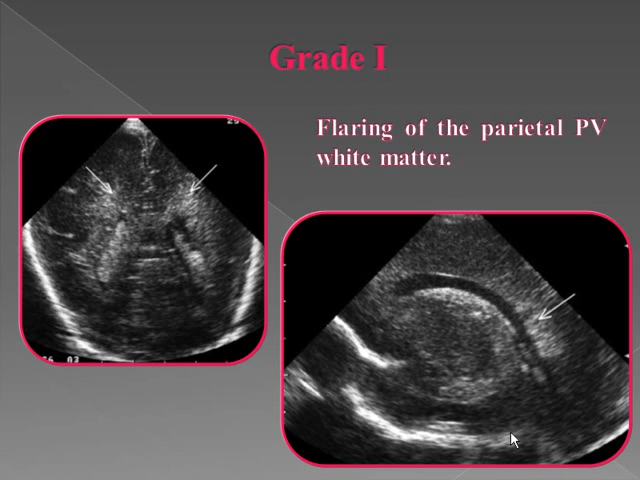 Grade I
Flaring of the parietal PV
white matter.